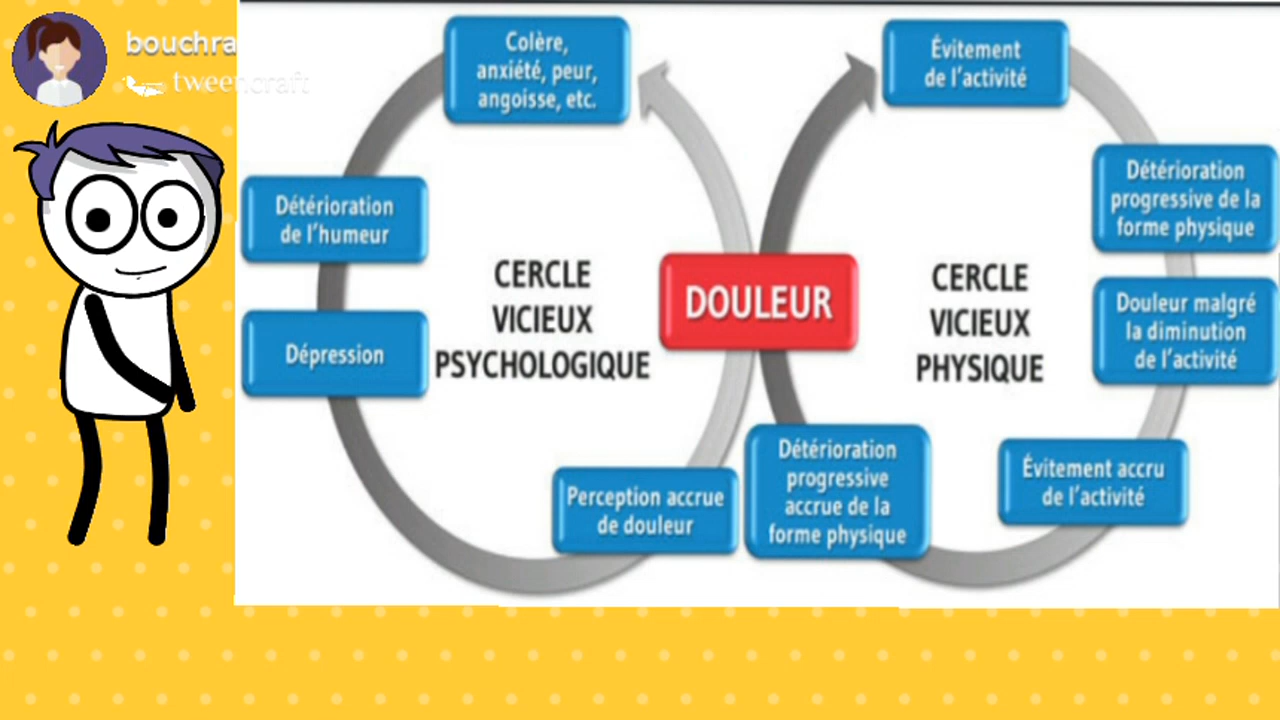 bouchra
tweencraft
Colère,
anxiété, peur,
angoisse, etc.
Évitement
de l'activité
Détérioration
de l'humeur
Détérioration
progressive de la
forme physique
CERCLE
VICIEUX
PSYCHOLOGIQUE
DOULEUR
CERCLE
VICIEUX
PHYSIQUE
Douleur malgré
la diminution
de l'activité
Dépression
Perception accrue
de douleur
Détérioration
progressive
accrue de la
forme physique
Évitement accru
de l'activité